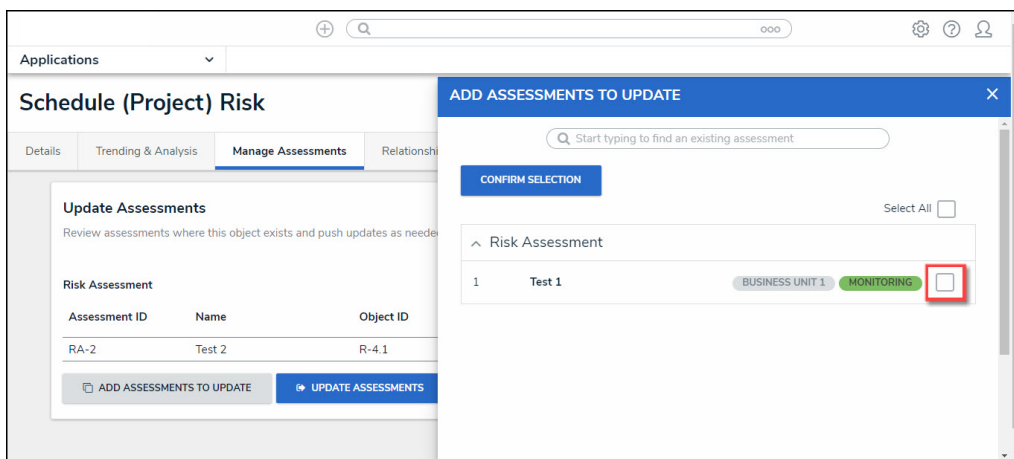 ooo
Applications
Schedule (Project) Risk
Details Trending & Analysis Manage Assessments Relationshi
Update Assessments
Review assessments where this object exists and push updates as neede
Risk Assessment
Assessment ID Name Object ID
RA-2 Test 2 R-4.1
ADD ASSESSMENTS TO UPDATE UPDATE ASSESSMENTS
ADD ASSESSMENTS TO UPDATE
Start typing to find an existing assessment
CONFIRM SELECTION
Select All
Risk Assessment
1 Test 1 BUSINESS UNIT 1 MONITORING